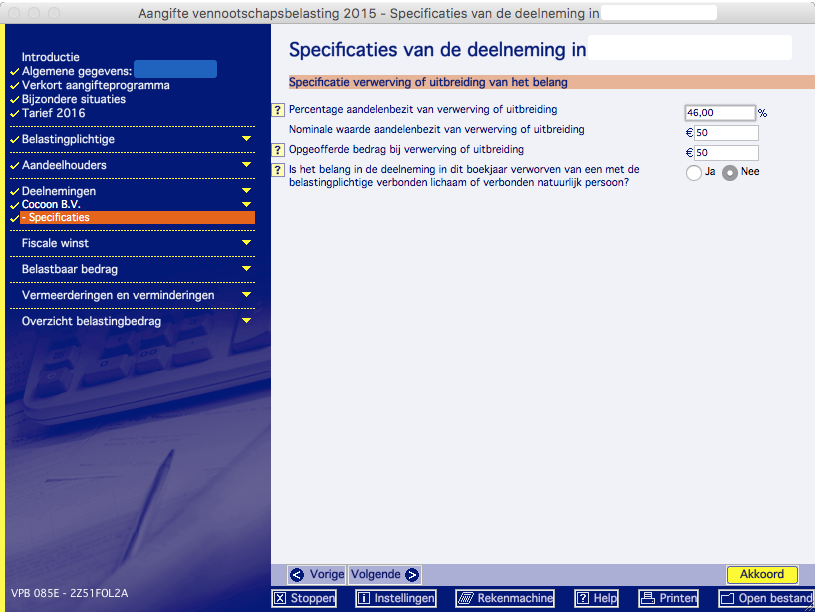 Aangifte vennootschapsbelasting 2015 - Specificaties van de deelneming in
Introductie
Algemene gegevens:
Verkort aangifteprogramma
Bijzondere situaties
Tarief 2016
Belastingplichtige
Aandeelhouders
Deelnemingen
Cocoon B.V.
- Specificaties
Fiscale winst
Belastbaar bedrag
Vermeerderingen en verminderingen
Overzicht belastingbedrag
VPB 085E - 2Z51FOL2A
Specificaties van de deelneming in
Specificatie verwerving of uitbreiding van het belang
? Percentage aandelenbezit van verwerving of uitbreiding 46,00 %
Nominale waarde aandelenbezit van verwerving of uitbreiding € 50
? Opgeofferde bedrag bij verwerving of uitbreiding € 50
? Is het belang in de deelneming in dit boekjaar verworven van een met de Ja Nee
belastingplichtige verbonden lichaam of verbonden natuurlijk persoon?
Vorige Volgende Akkoord
Stoppen Instellingen Rekenmachine ? Help Printen Open bestand